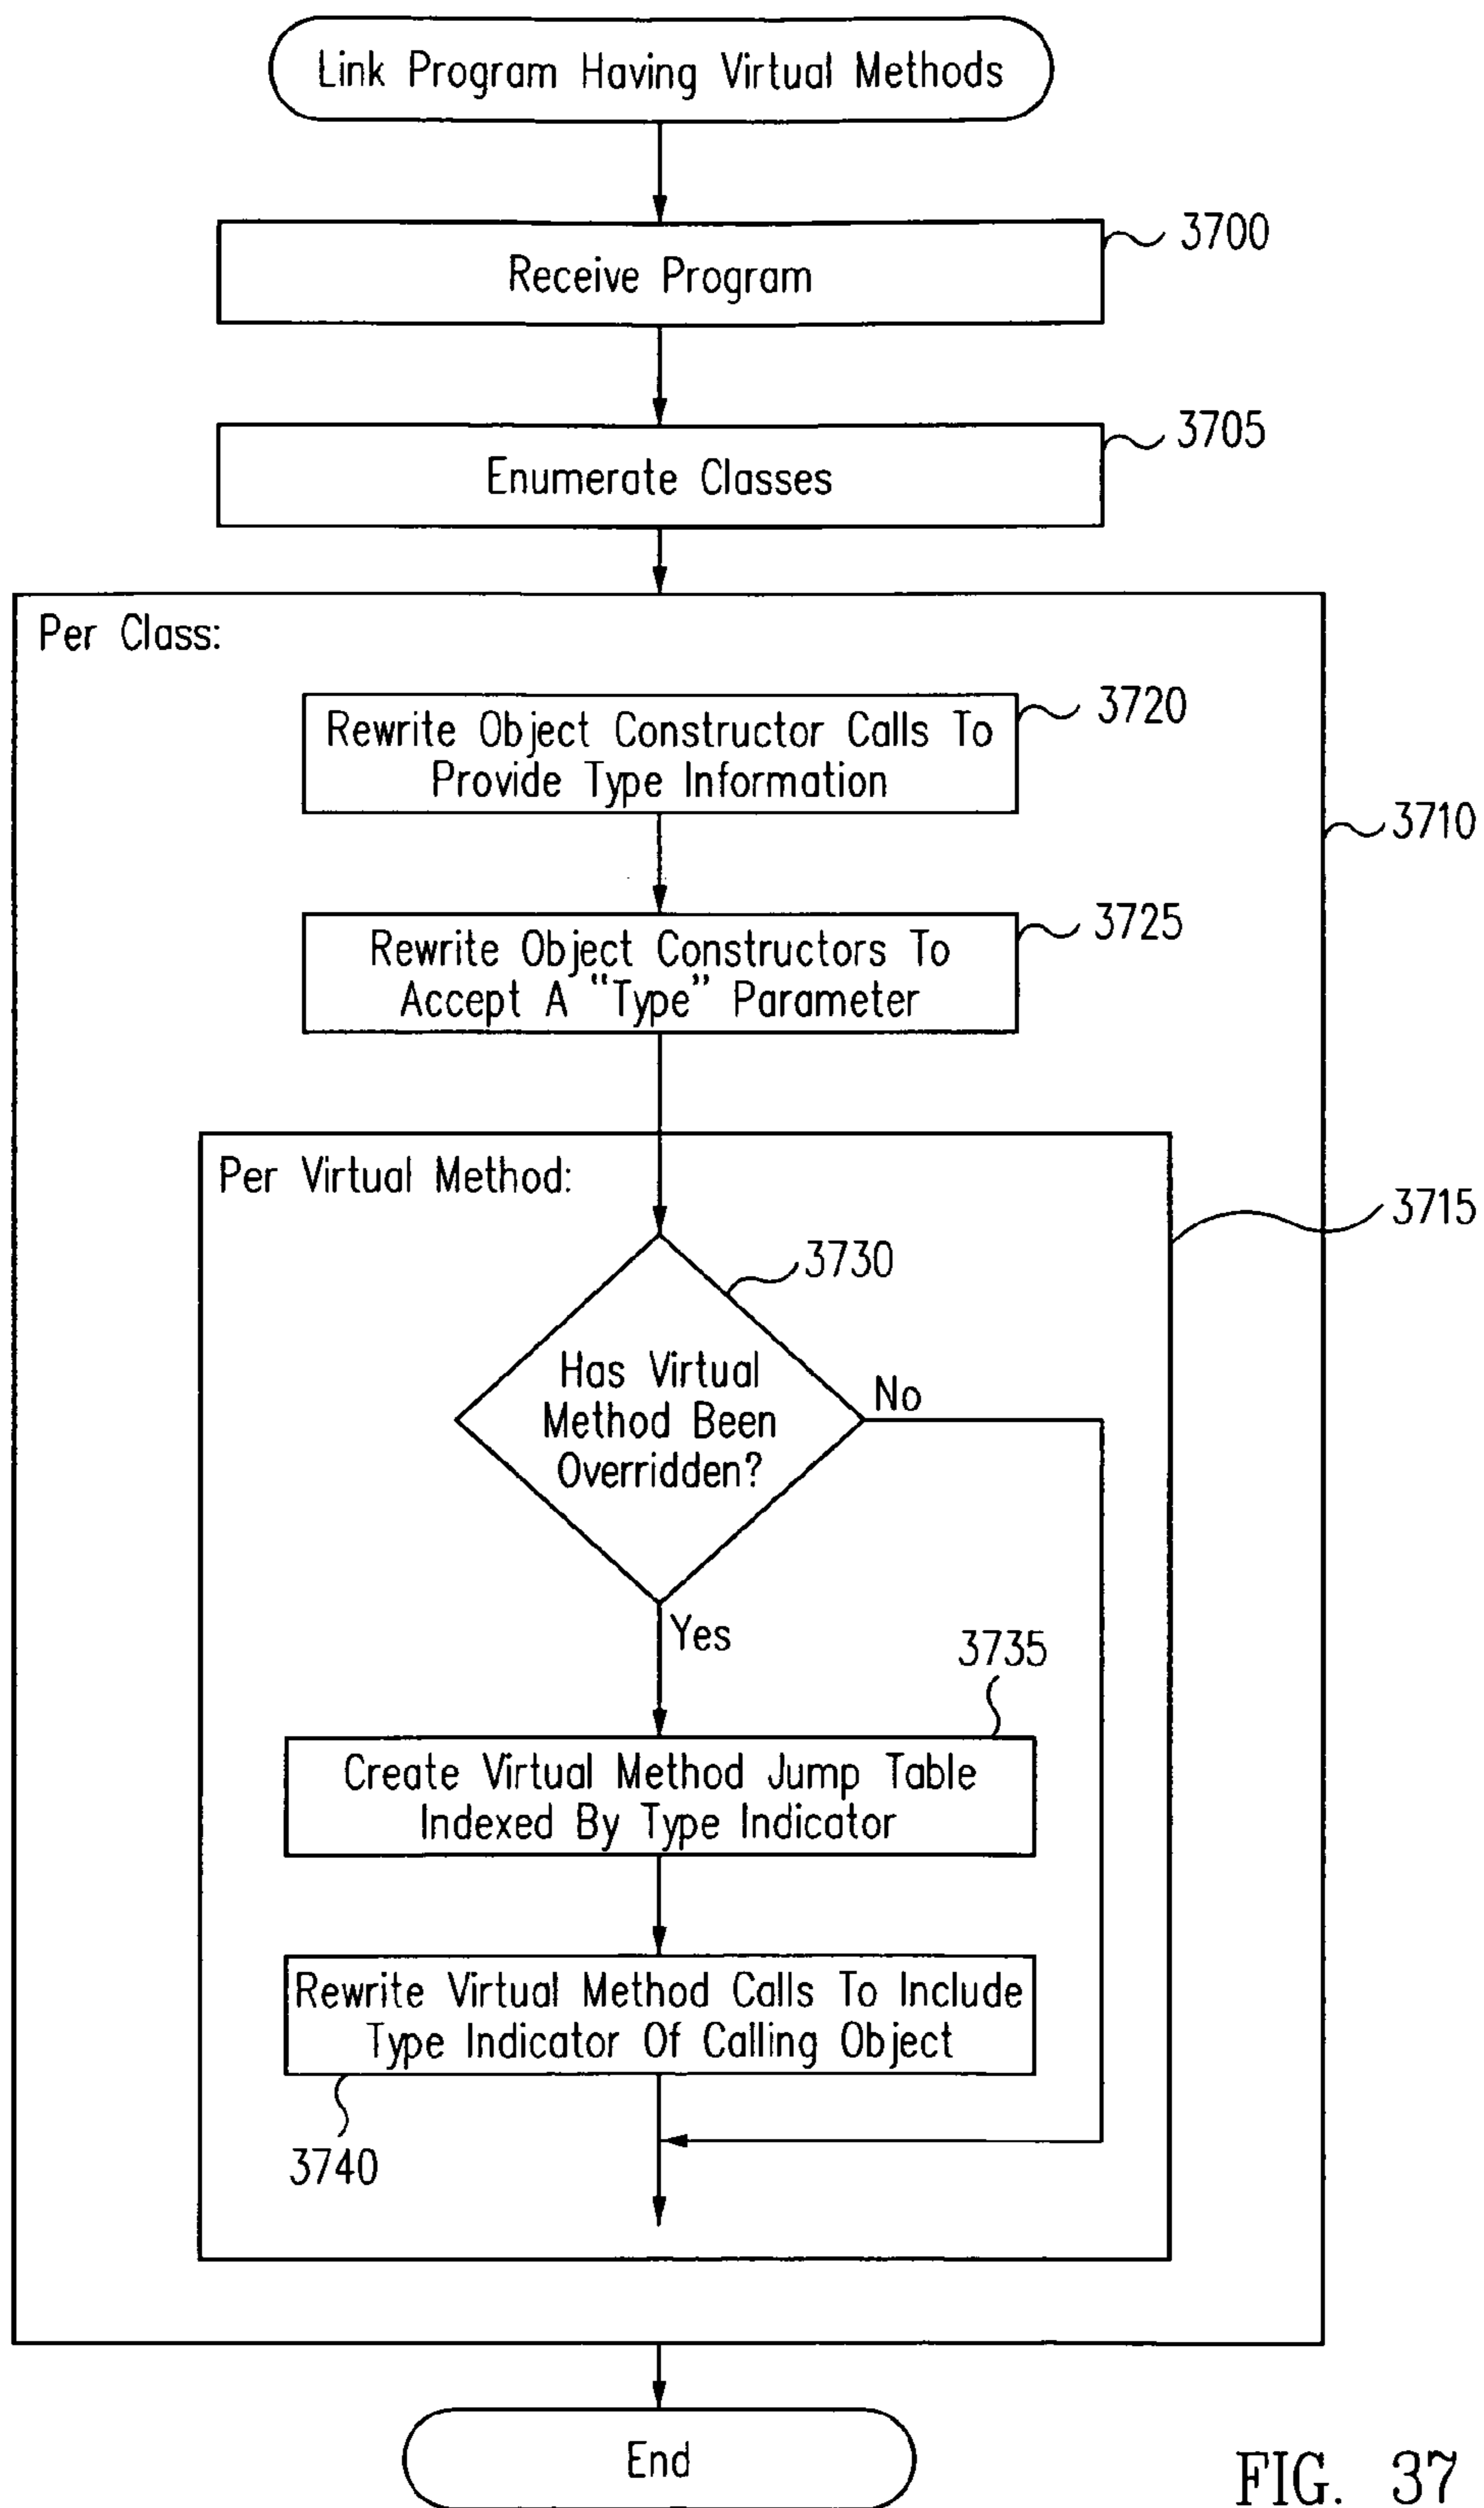 Link Program Having Virtual Methods
3700
Receive Program
3705
Enumerate Classes
Per Class:
3720
Rewrite Object Constructor Calls To
Provide Type Information
3710
3725
Rewrite Object Constructors To
Accept A “Type” Parameter
Per Virtual Method:
3715
3730
Has Virtual
Method Been
Overridden?
No
Yes
3735
Create Virtual Method Jump Table
Indexed By Type Indicator
Rewrite Virtual Method Calls To Include
Type Indicator Of Calling Object
3740
End
FIG. 37